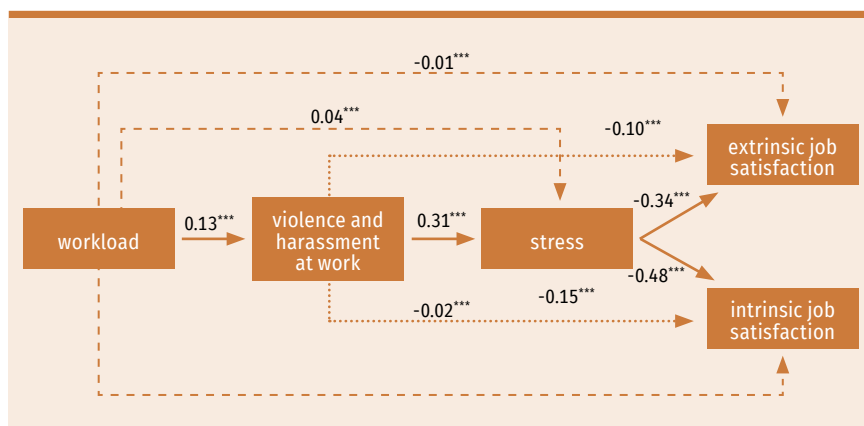 -0.01***
0.04***
-0.10***
extrinsic job
satisfaction
-0.34***
0.13***
violence and
harassment
at work
0.31***
workload
stress
-0.48***
-0.15***
-0.02***
intrinsic job
satisfaction